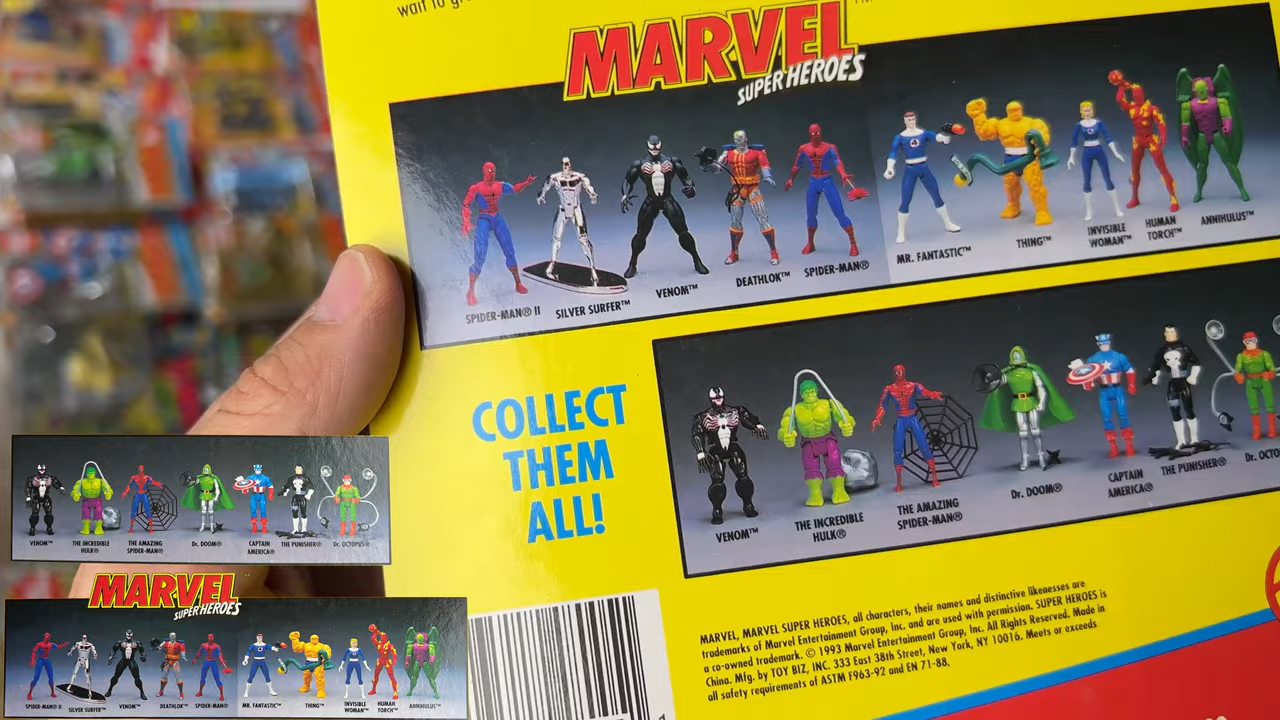 wait to
MARVEL
SUPER HEROES
TM
SPIDER-MAN® II
SILVER SURFER™
VENOM™
DEATHLOK™
SPIDER-MAN®
MR. FANTASTIC™
THING™
INVISIBLE
WOMAN™
HUMAN
TORCH™
ANNIHILUS™
COLLECT
THEM
ALL!
VENOM™
THE INCREDIBLE
HULK®
THE AMAZING
SPIDER-MAN®
Dr. DOOM®
CAPTAIN
AMERICA®
THE PUNISHER®
Dr. OCTO
MARVEL, MARVEL SUPER HEROES, all characters, their names and distinctive likenesses are
trademarks of Marvel Entertainment Group, Inc. and are used with permission. SUPER HEROES is
a co-owned trademark. © 1993 Marvel Entertainment Group, Inc. All Rights Reserved. Made in
China. Mfg. by TOY BIZ, INC. 333 East 38th Street, New York, NY 10016. Meets or exceeds
all safety requirements of ASTM F963-92 and EN 71-88,
VENOM™
THE INCREDIBLE
HULK®
THE AMAZING
SPIDER-MAN®
Dr. DOOM®
CAPTAIN
AMERICA®
THE PUNISHER®
Dr. OCTOPUS®
MARVEL
SUPER HEROES
SPIDER-MAN® II
SILVER SURFER™
VENOM™
DEATHLOK™
SPIDER-MAN®
MR. FANTASTIC™
THING™
INVISIBLE
WOMAN™
HUMAN
TORCH™
ANNIHILUS™